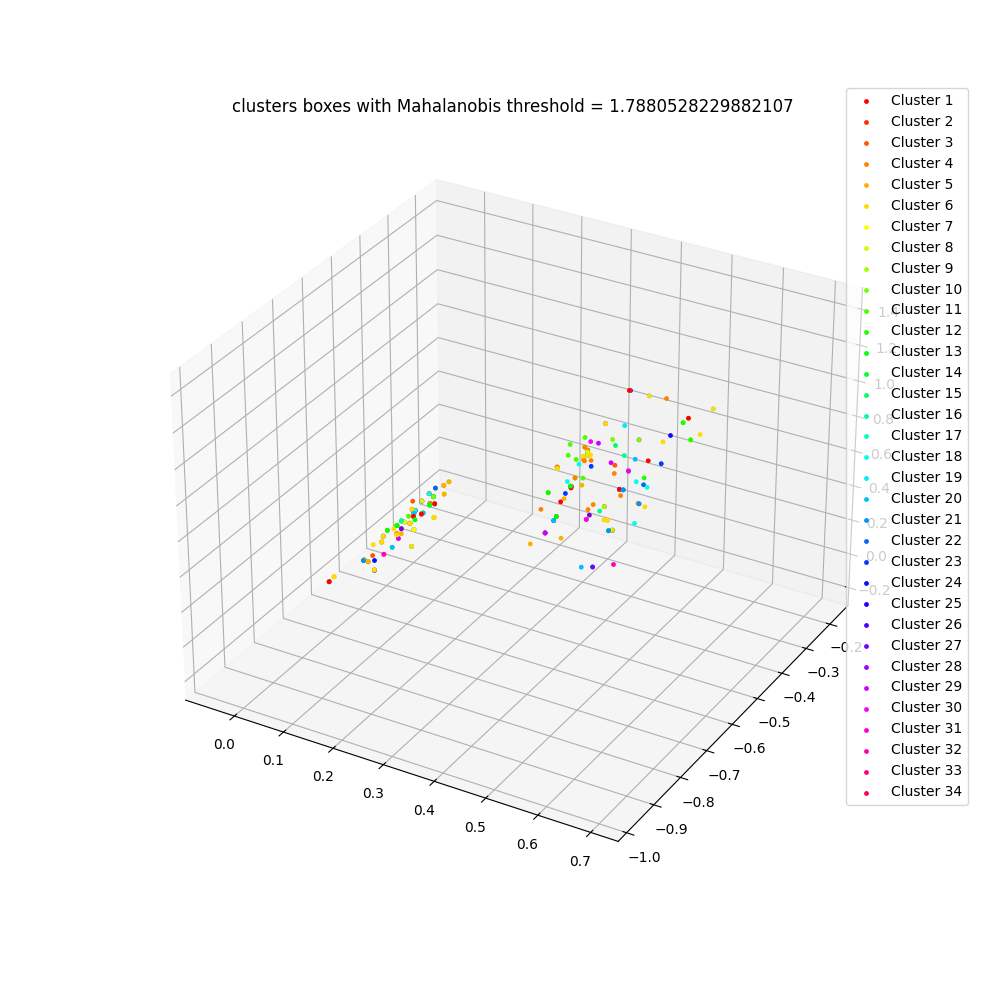 clusters boxes with Mahalanobis threshold = 1.7880528229882107
Cluster 1
Cluster 2
Cluster 3
Cluster 4
Cluster 5
Cluster 6
Cluster 7
Cluster 8
Cluster 9
Cluster 10
Cluster 11
Cluster 12
Cluster 13
Cluster 14
Cluster 15
Cluster 16
Cluster 17
Cluster 18
Cluster 19
Cluster 20
Cluster 21
Cluster 22
Cluster 23
Cluster 24
Cluster 25
Cluster 26
Cluster 27
Cluster 28
Cluster 29
Cluster 30
Cluster 31
Cluster 32
Cluster 33
Cluster 34
1.4
1.2
1.0
0.8
0.6
0.4
0.2
0.0
−0.2
−0.2
−0.3
−0.4
−0.5
−0.6
−0.7
−0.8
−0.9
−1.0
0.0
0.1
0.2
0.3
0.4
0.5
0.6
0.7